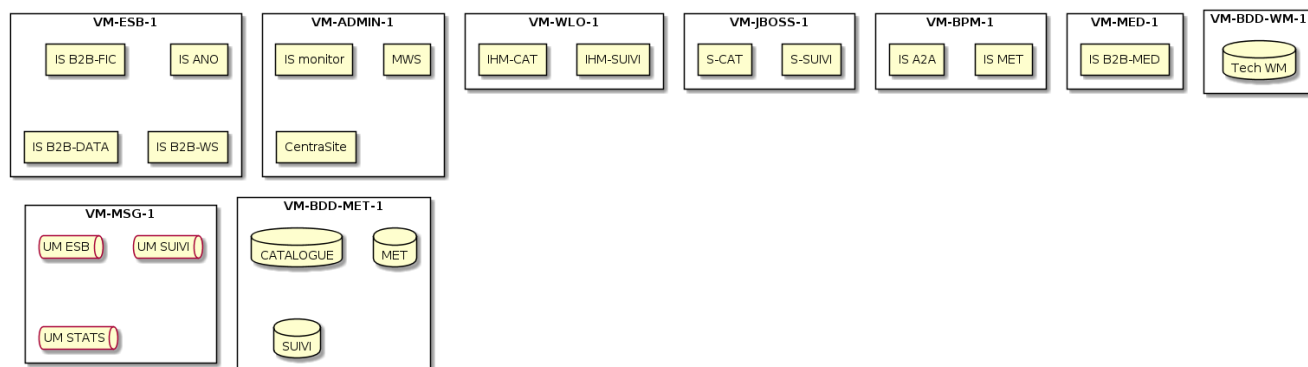 VM-ESB-1
IS B2B-FIC
IS ANO
IS B2B-DATA
IS B2B-WS
VM-ADMIN-1
IS monitor
MWS
CentraSite
VM-WLO-1
IHM-CAT
IHM-SUIVI
VM-JBOSS-1
S-CAT
S-SUIVI
VM-BPM-1
IS A2A
IS MET
VM-MED-1
IS B2B-MED
VM-BDD-WM-1
Tech WM
VM-MSG-1
UM ESB
UM SUIVI
UM STATS
VM-BDD-MET-1
CATALOGUE
MET
SUIVI